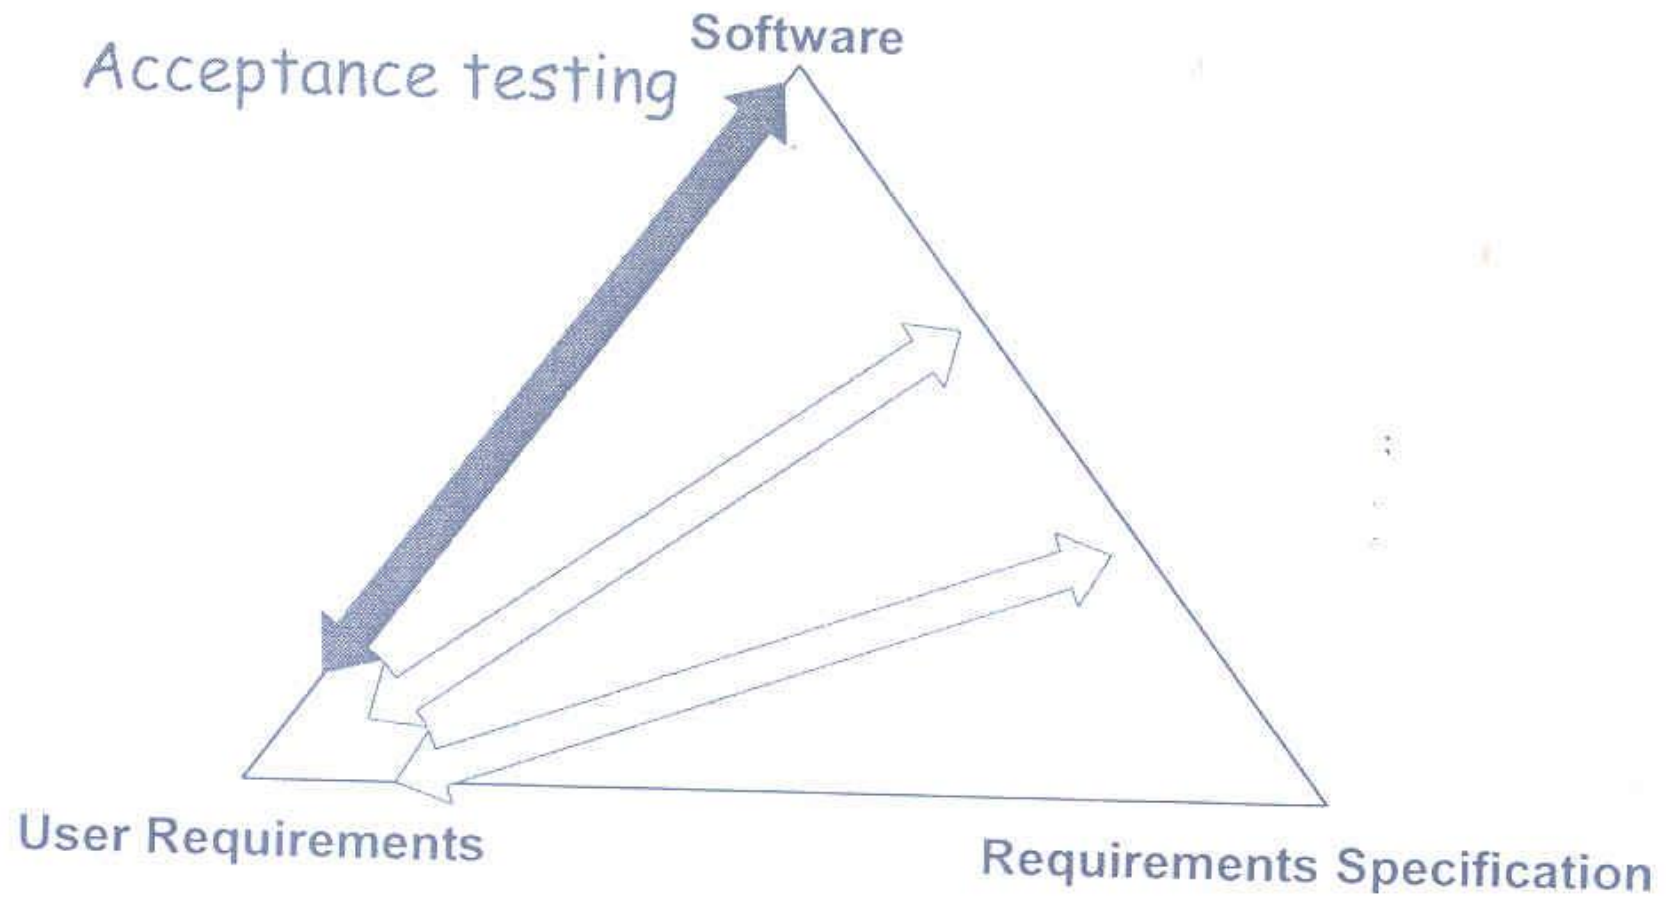 Software
Acceptance testing
User Requirements
Requirements Specification